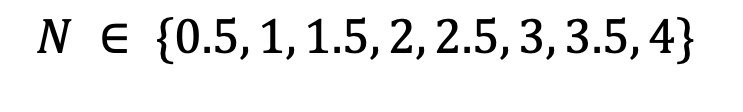 N ∈ {0.5, 1, 1.5, 2, 2.5, 3, 3.5, 4}